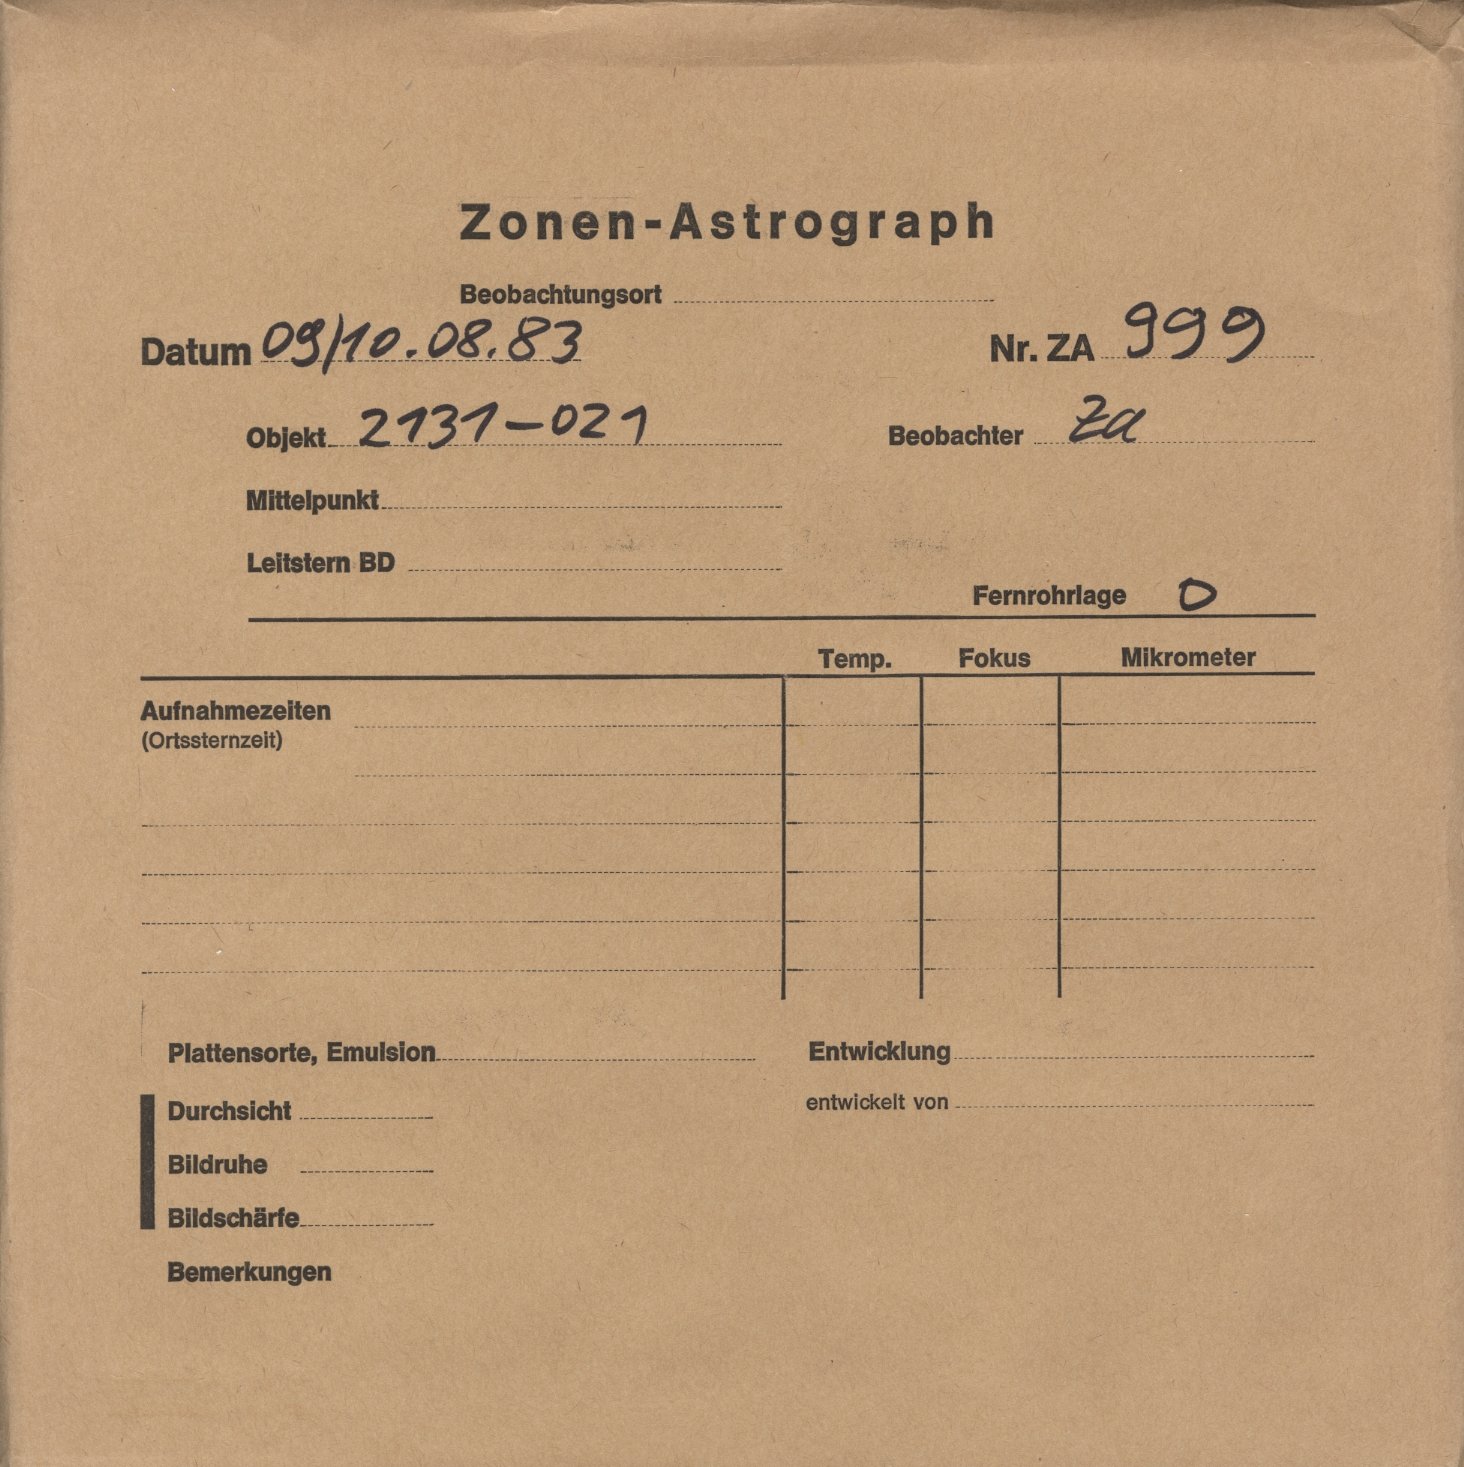 Zonen-Astrograph
Beobachtungsort
Datum 09/10.08.83 Nr. ZA 999
Objekt 2131-021 Beobachter Za
Mittelpunkt
Leitstern BD
Fernrohrlage O
Temp. Fokus Mikrometer
Aufnahmezeiten
(Ortssternzeit)
Plattensorte, Emulsion Entwicklung
Durchsicht entwickelt von
Bildruhe
Bildschärfe
Bemerkungen